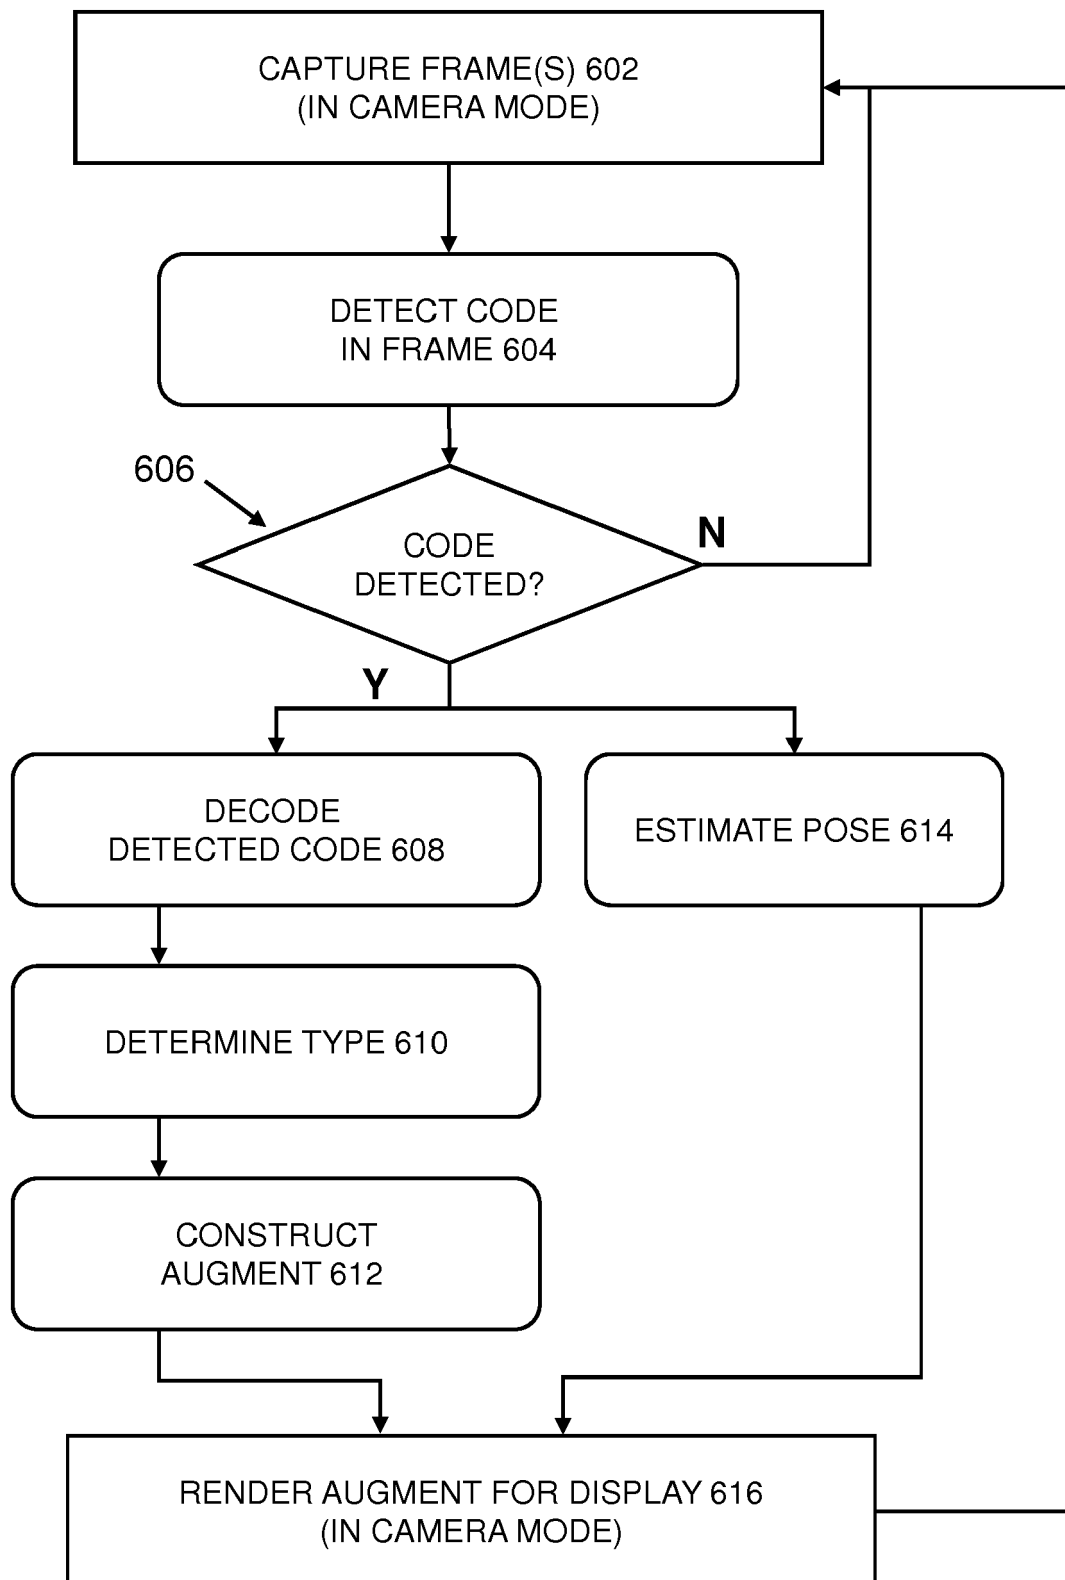 CAPTURE FRAME(S) 602
(IN CAMERA MODE)
DETECT CODE
IN FRAME 604
606
CODE
DETECTED?
N
Y
DECODE
DETECTED CODE 608
ESTIMATE POSE 614
DETERMINE TYPE 610
CONSTRUCT
AUGMENT 612
RENDER AUGMENT FOR DISPLAY 616
(IN CAMERA MODE)